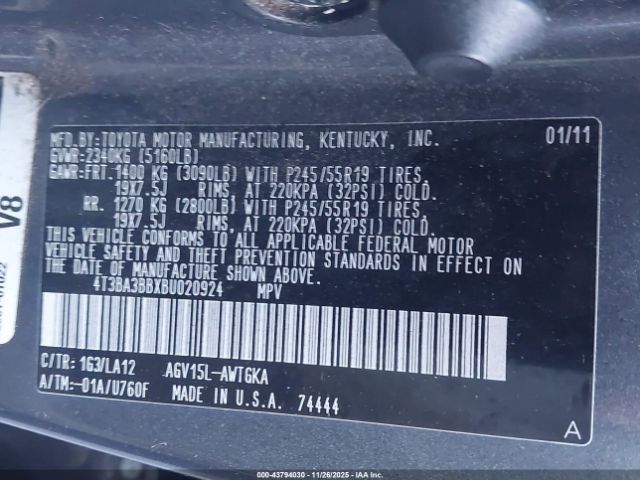 MFD.BY:TOYOTA MOTOR MANUFACTURING, KENTUCKY, INC. 01/11
GVWR:2340KG (5160LB)
GAWR:FRT.1400 KG (3090LB) WITH P245/55R19 TIRES,
19X7.5J RIMS, AT 220KPA (32PSI) COLD.
RR. 1270 KG (2800LB) WITH P245/55R19 TIRES,
19X7.5J RIMS, AT 220KPA (32PSI) COLD.
THIS VEHICLE CONFORMS TO ALL APPLICABLE FEDERAL MOTOR
VEHICLE SAFETY AND THEFT PREVENTION STANDARDS IN EFFECT ON
THE DATE OF MANUFACTURE SHOWN ABOVE.
4T3BA3BBXBU020924 MPV
C/TR: 1G3/LA12 AGV15L-AWTGKA
A/TM:-01A/U760F MADE IN U.S.A. 74444
A
V8
000-43794030 - 11/26/2025 - IAA Inc.